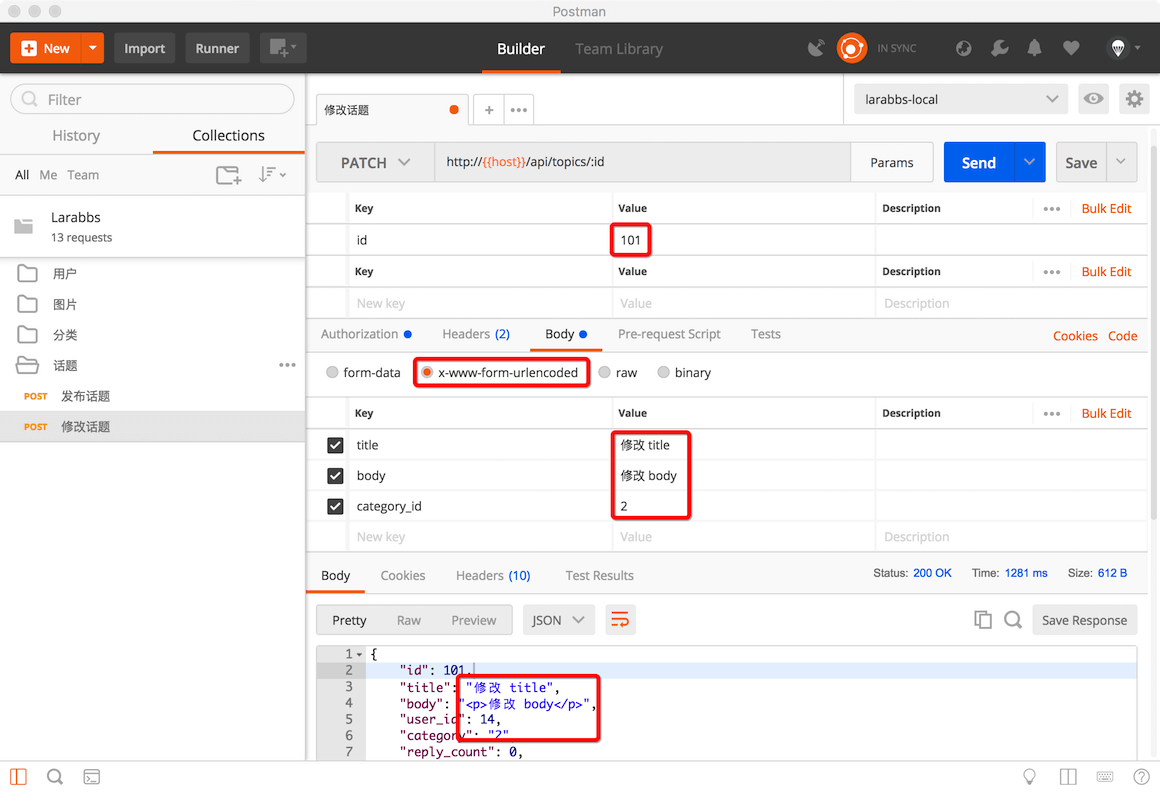 Postman
New Import Runner Builder Team Library IN SYNC
Filter
History Collections
All Me Team
Larabbs
13 requests
用户
图片
分类
话题
POST 发布话题
POST 修改话题
修改话题
larabbs-local
PATCH http://{{host}}/api/topics/:id Params Send Save
Key Value Description Bulk Edit
id 101
Key Value Description Bulk Edit
New key Value Description
Authorization Headers (2) Body Pre-request Script Tests Cookies Code
form-data x-www-form-urlencoded raw binary
Key Value Description Bulk Edit
title 修改 title
body 修改 body
category_id 2
New key Value Description
Body Cookies Headers (10) Test Results Status: 200 OK Time: 1281 ms Size: 612 B
Pretty Raw Preview JSON Save Response
1 {
2 "id": 101,
3 "title": "修改 title",
4 "body": "<p>修改 body</p>",
5 "user_id": 14,
6 "category": "2"
7 "reply_count": 0,